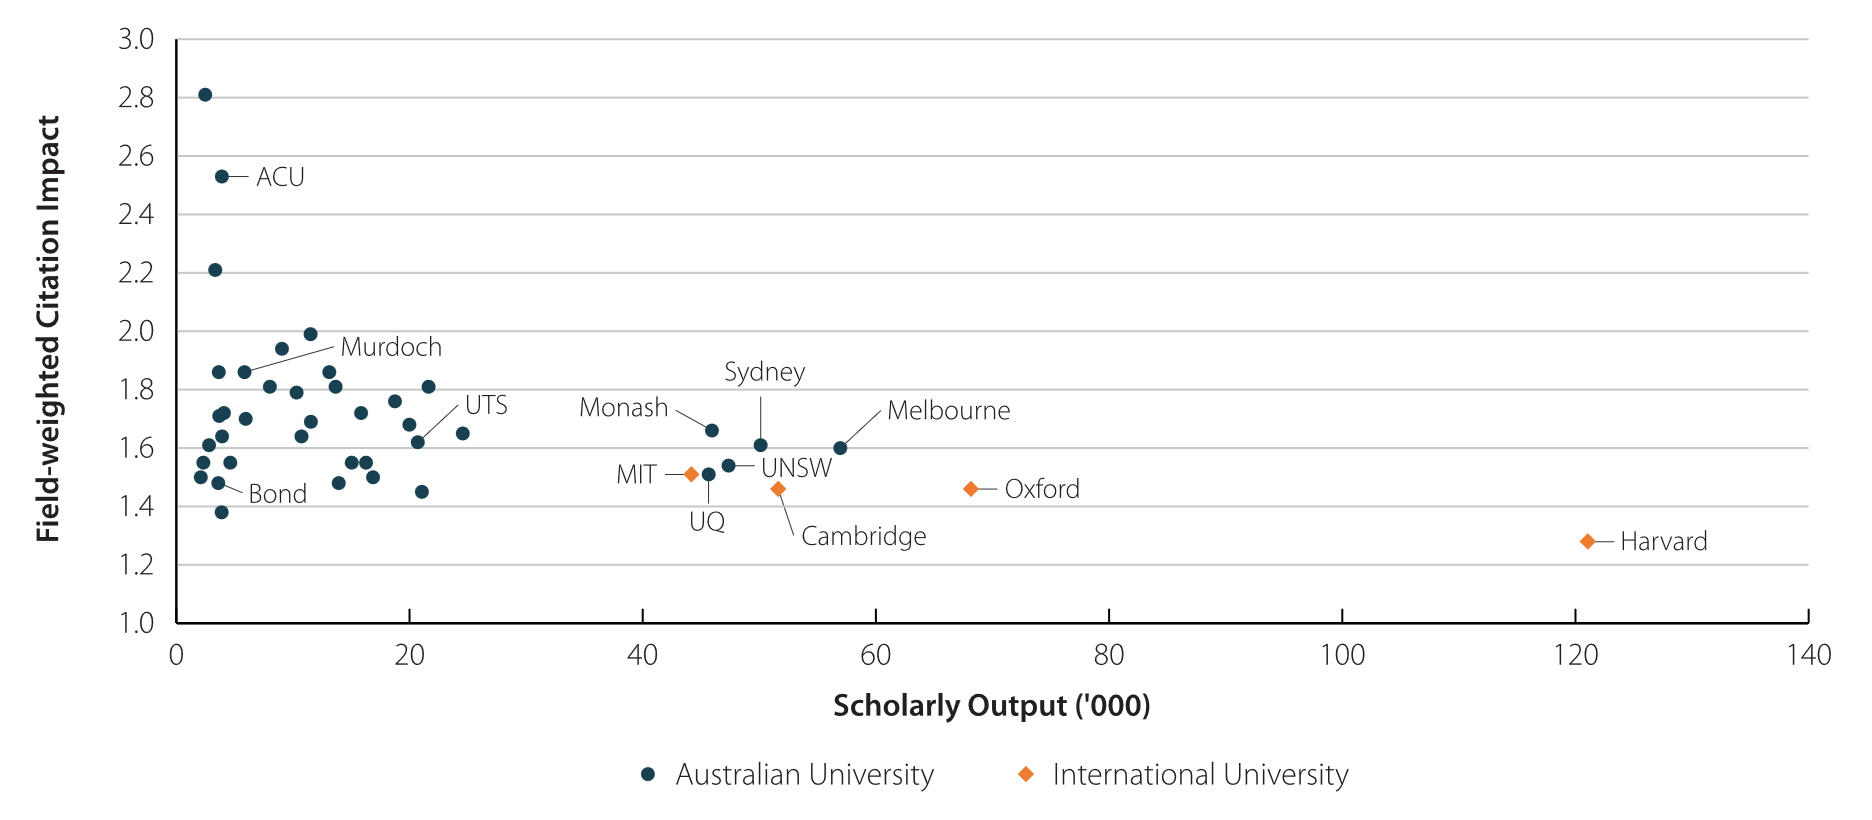 3.0
2.8
2.6
2.4
2.2
2.0
1.8
1.6
1.4
1.2
1.0
Field-weighted Citation Impact
ACU
Murdoch
UTS
Bond
Sydney
Monash
Melbourne
MIT
UNSW
UQ
Cambridge
Oxford
Harvard
0 20 40 60 80 100 120 140
Scholarly Output ('000)
Australian University International University